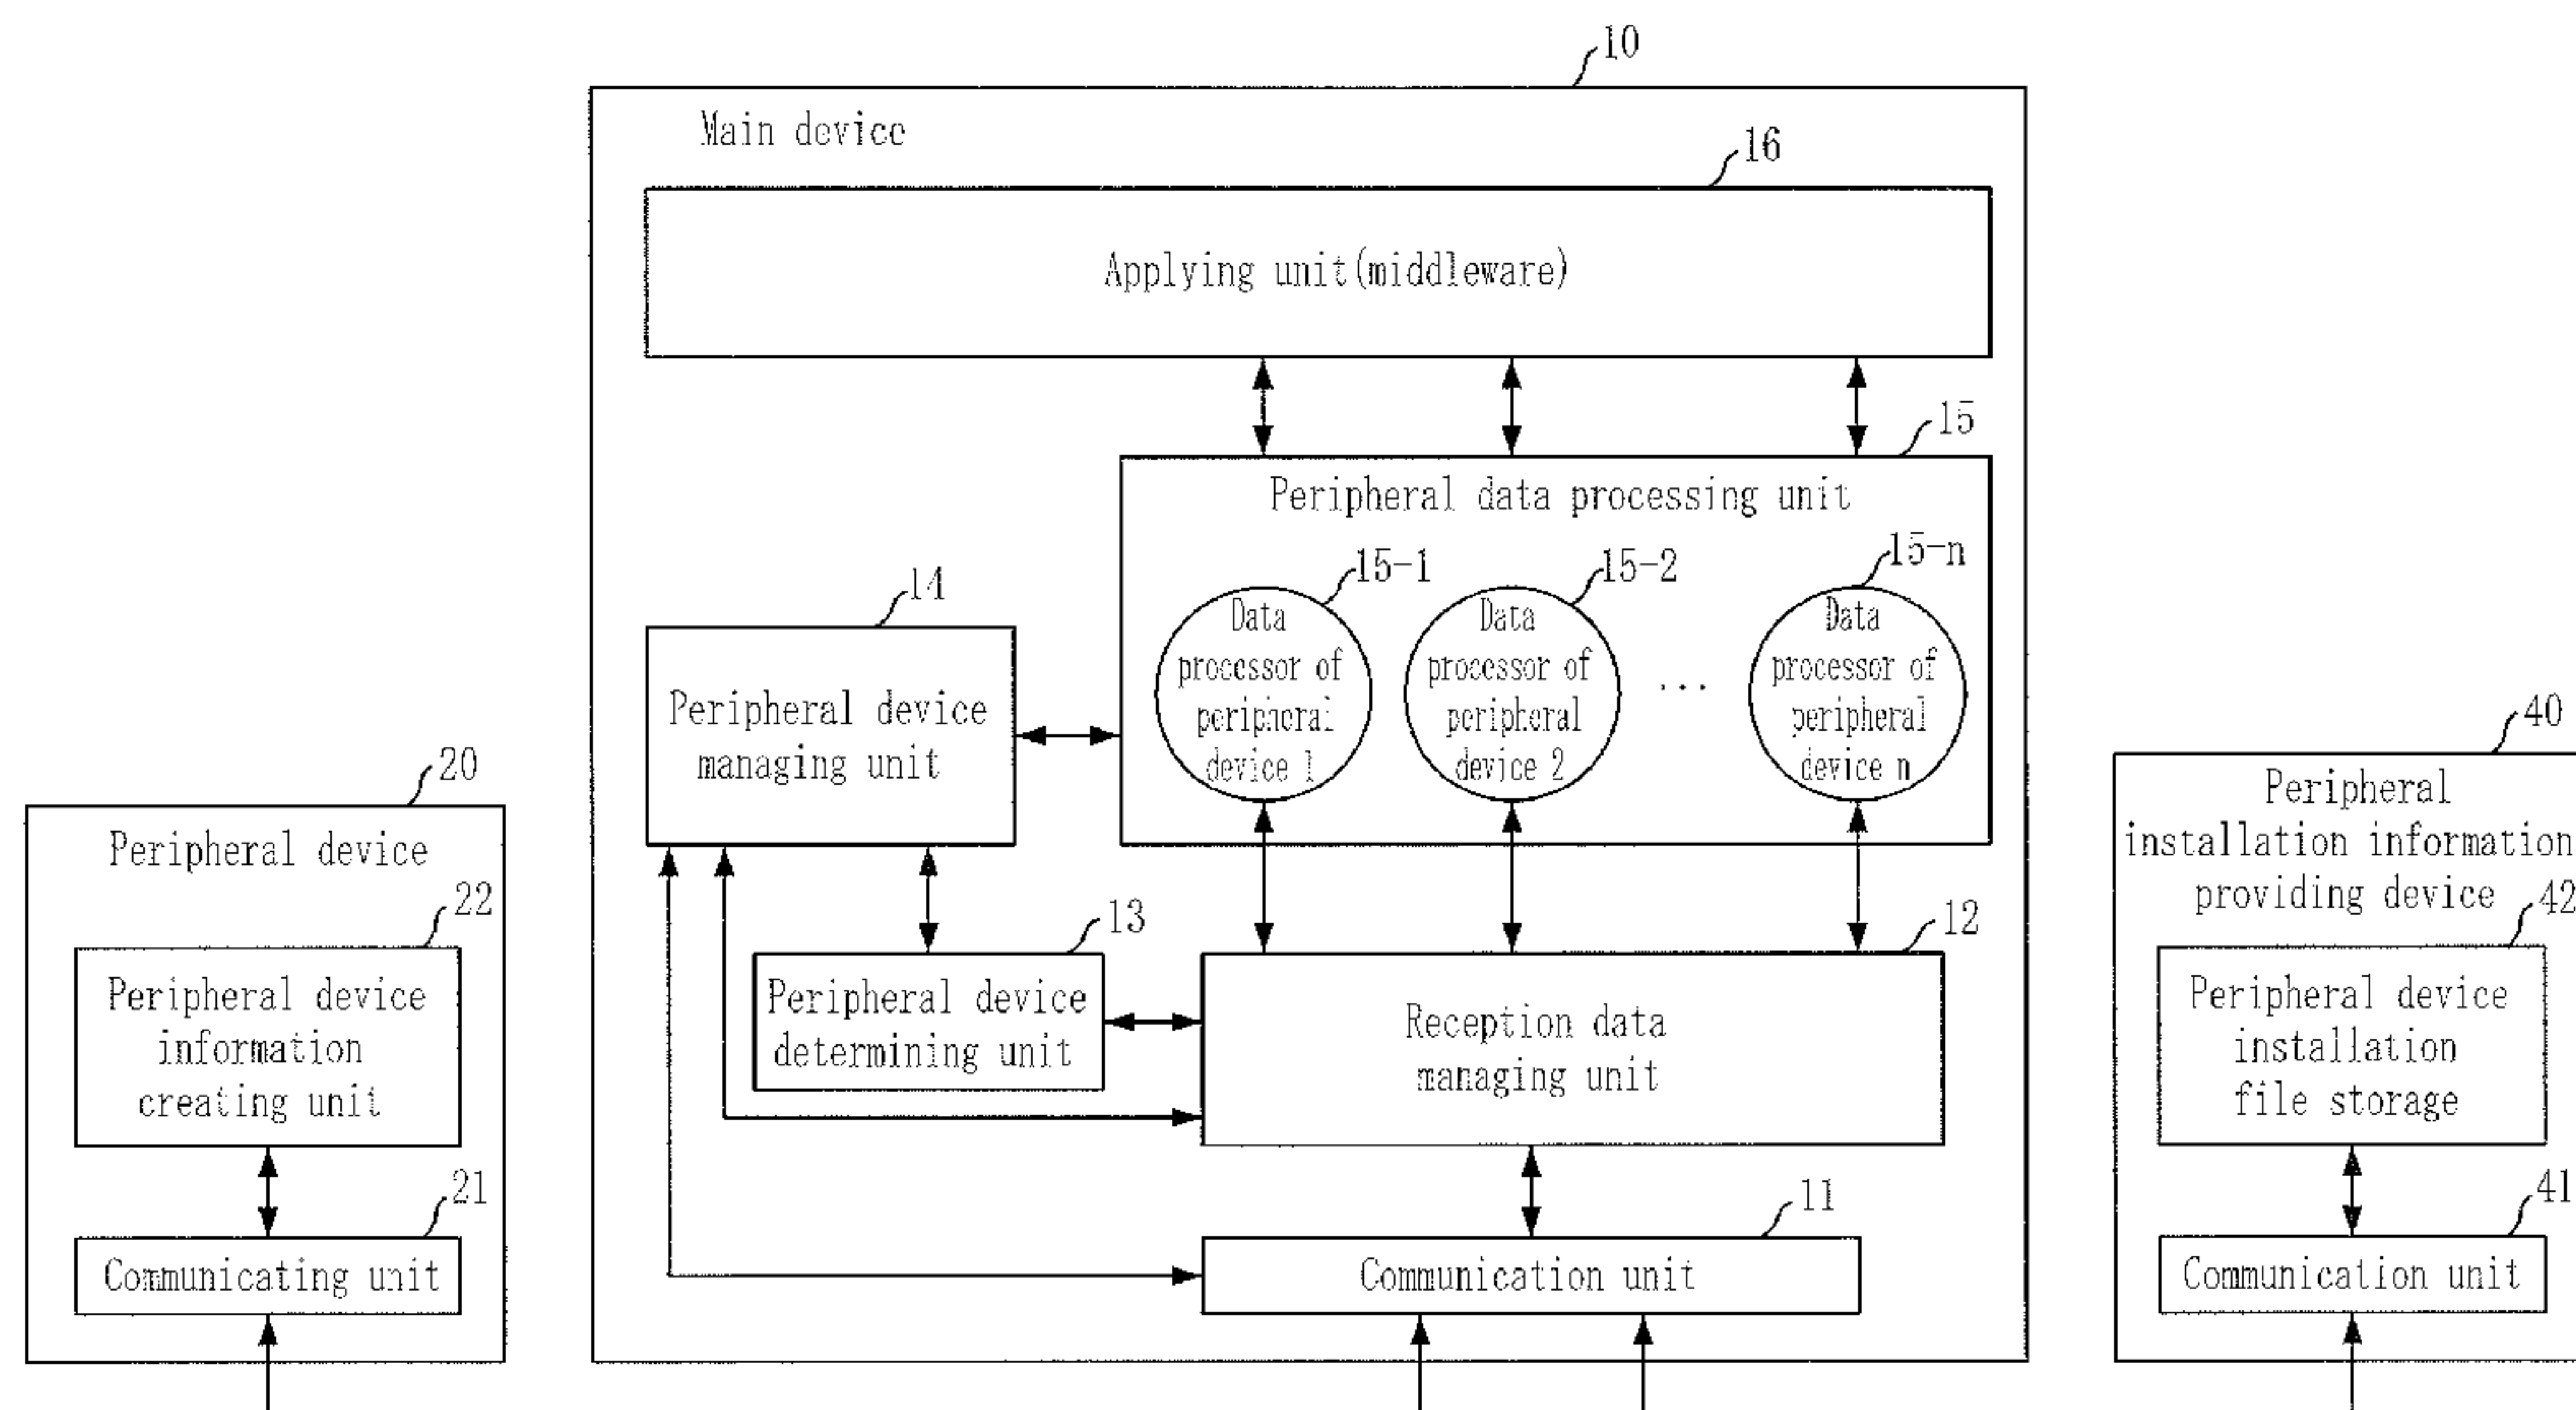 10
Main device
16
Applying unit(middleware)
15
Peripheral data processing unit
15-1
15-2
15-n
Data
processor of
peripheral
device 1
Data
processor of
peripheral
device 2
...
Data
processor of
peripheral
device n
14
Peripheral device
managing unit
13
Peripheral device
determining unit
12
Reception data
managing unit
11
Communication unit
20
Peripheral device
22
Peripheral device
information
creating unit
21
Communicating unit
40
Peripheral
installation information
providing device
42
Peripheral device
installation
file storage
41
Communication unit